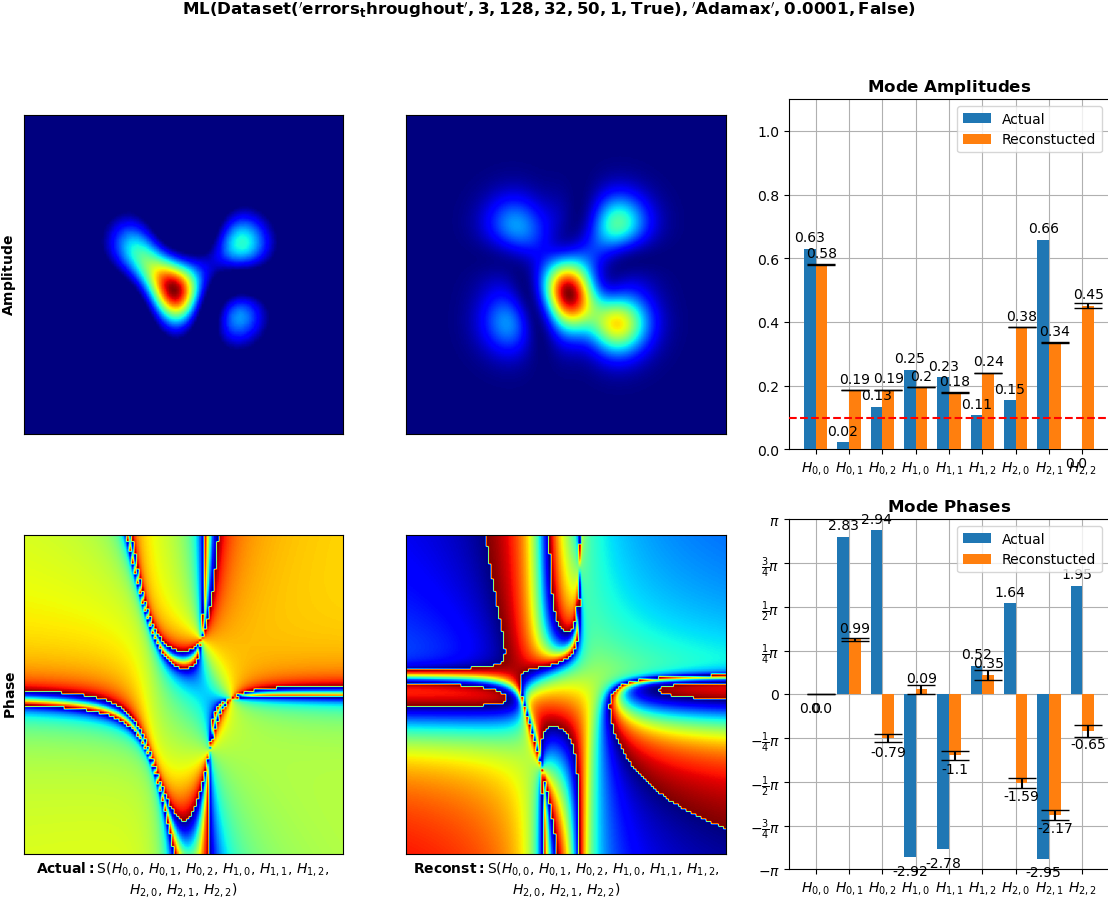 ML(Dataset('errors_throughout', 3, 128, 32, 50, 1, True), 'Adamax', 0.0001, False)
Amplitude
Mode Amplitudes
Actual
Reconstucted
1.0
0.8
0.6
0.4
0.2
0.0
0.63
0.58
0.02
0.19
0.13
0.19
0.25
0.2
0.23
0.18
0.11
0.24
0.15
0.38
0.66
0.34
0.0
0.45
H0,0 H0,1 H0,2 H1,0 H1,1 H1,2 H2,0 H2,1 H2,2
Phase
Mode Phases
Actual
Reconstucted
π
3/4π
1/2π
1/4π
0
−1/4π
−1/2π
−3/4π
−π
0.0
0.0
2.83
0.99
2.94
-0.79
-2.92
0.09
-2.78
-1.1
0.52
0.35
1.64
-1.59
-2.95
-2.17
1.95
-0.65
H0,0 H0,1 H0,2 H1,0 H1,1 H1,2 H2,0 H2,1 H2,2
Actual: S(H0,0, H0,1, H0,2, H1,0, H1,1, H1,2,
H2,0, H2,1, H2,2)
Reconst: S(H0,0, H0,1, H0,2, H1,0, H1,1, H1,2,
H2,0, H2,1, H2,2)